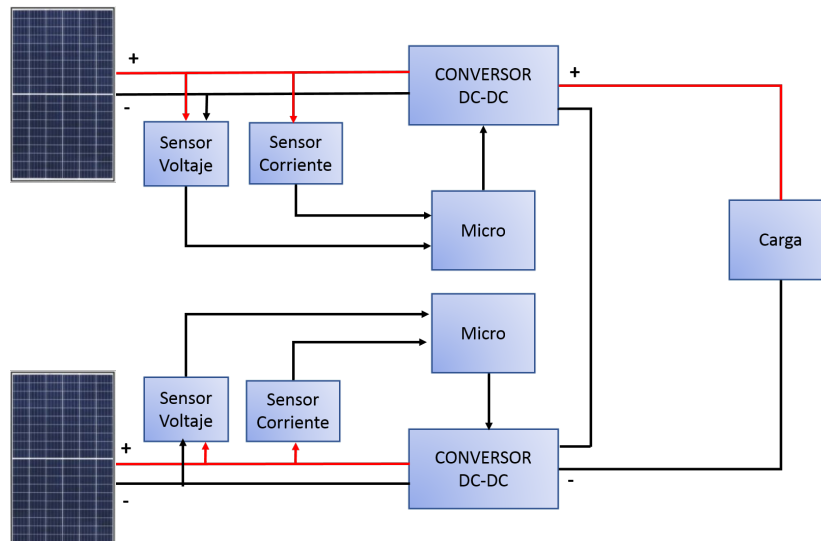 +
-
CONVERSOR
DC-DC
+
Sensor
Voltaje
Sensor
Corriente
Micro
Carga
Micro
Sensor
Voltaje
Sensor
Corriente
+
-
CONVERSOR
DC-DC
-